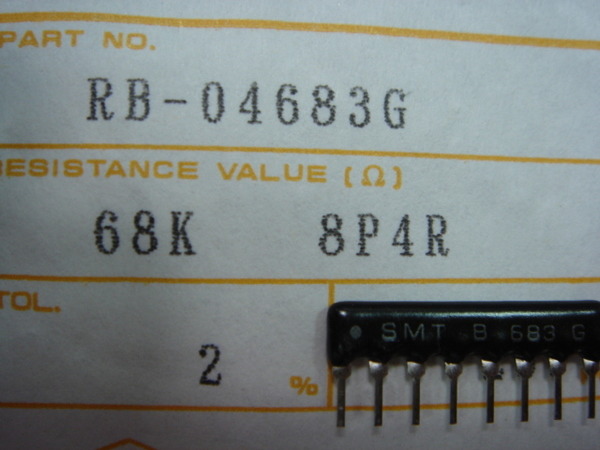 PART NO.
RB-04683G
RESISTANCE VALUE (Ω)
68K 8P4R
TOL.
2 %
SMT B 683 G